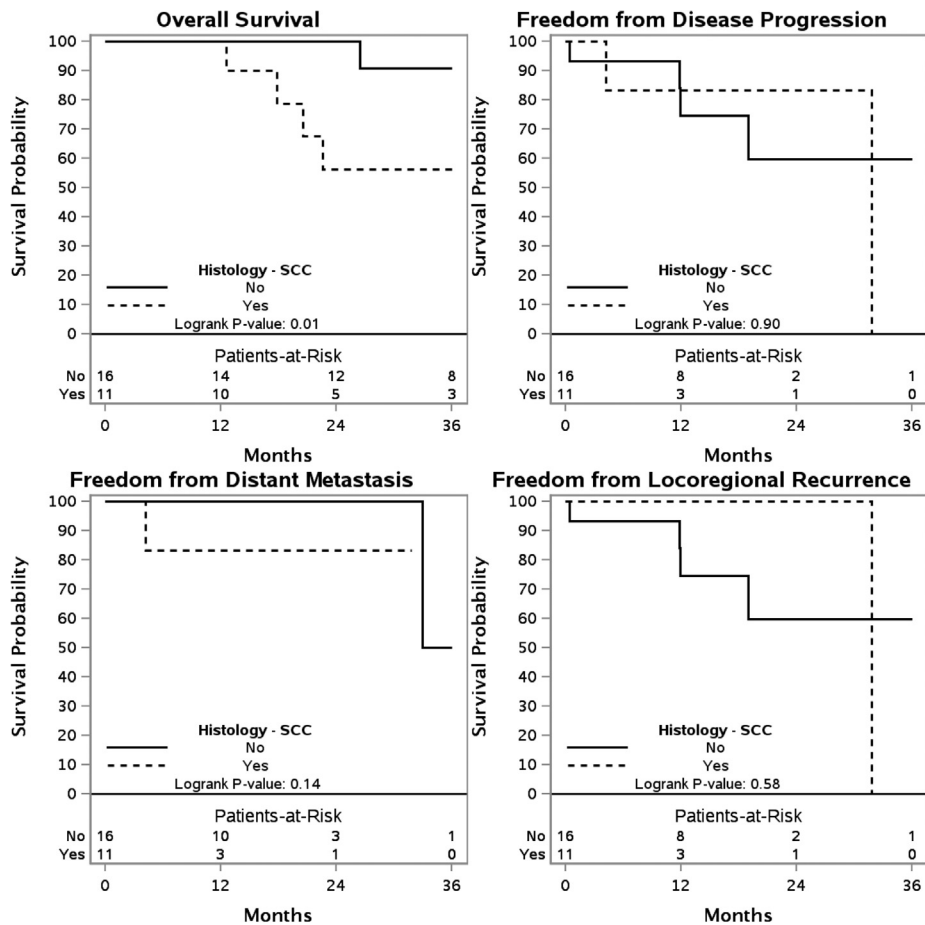 Overall Survival
100
90
80
70
60
50
40
30
20
10
0
Survival Probability
Histology - SCC
No
Yes
Logrank P-value: 0.01
Patients-at-Risk
No 16 14 12 8
Yes 11 10 5 3
0 12 24 36
Months
Freedom from Disease Progression
100
90
80
70
60
50
40
30
20
10
0
Survival Probability
Histology - SCC
No
Yes
Logrank P-value: 0.90
Patients-at-Risk
No 16 8 2 1
Yes 11 3 1 0
0 12 24 36
Months
Freedom from Distant Metastasis
100
90
80
70
60
50
40
30
20
10
0
Survival Probability
Histology - SCC
No
Yes
Logrank P-value: 0.14
Patients-at-Risk
No 16 10 3 1
Yes 11 3 1 0
0 12 24 36
Months
Freedom from Locoregional Recurrence
100
90
80
70
60
50
40
30
20
10
0
Survival Probability
Histology - SCC
No
Yes
Logrank P-value: 0.58
Patients-at-Risk
No 16 8 2 1
Yes 11 3 1 0
0 12 24 36
Months